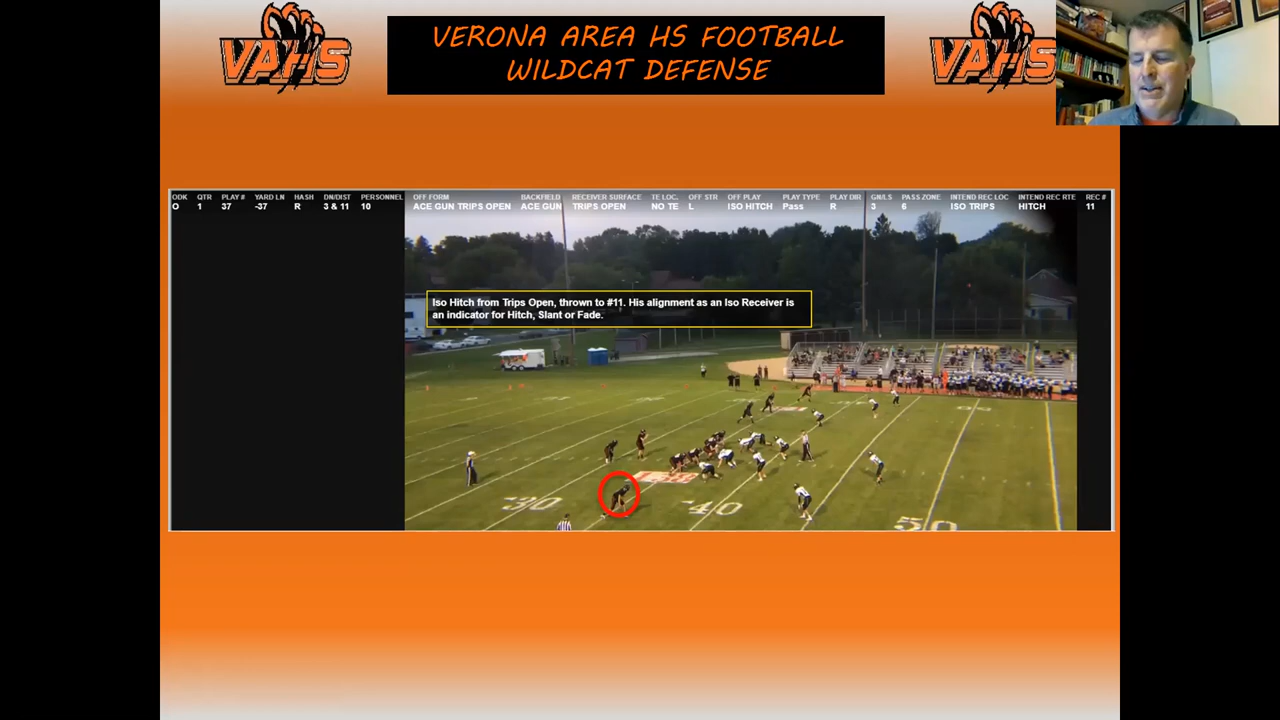 VAHS
VERONA AREA HS FOOTBALL
WILDCAT DEFENSE
VAHS
ODK QTR PLAY # YARD LN HASH DN/DIST PERSONNEL OFF FORM BACKFIELD RECEIVER SURFACE TE LOC. OFF STR OFF PLAY PLAY TYPE PLAY DIR GN/LS PASS ZONE INTEND REC LOC INTEND REC RTE REC #
O 1 37 -37 R 3 & 11 10 ACE GUN TRIPS OPEN ACE GUN TRIPS OPEN NO TE L ISO HITCH Pass R 3 6 ISO TRIPS HITCH 11
Iso Hitch from Trips Open, thrown to #11. His alignment as an Iso Receiver is
an indicator for Hitch, Slant or Fade.
30
40
50